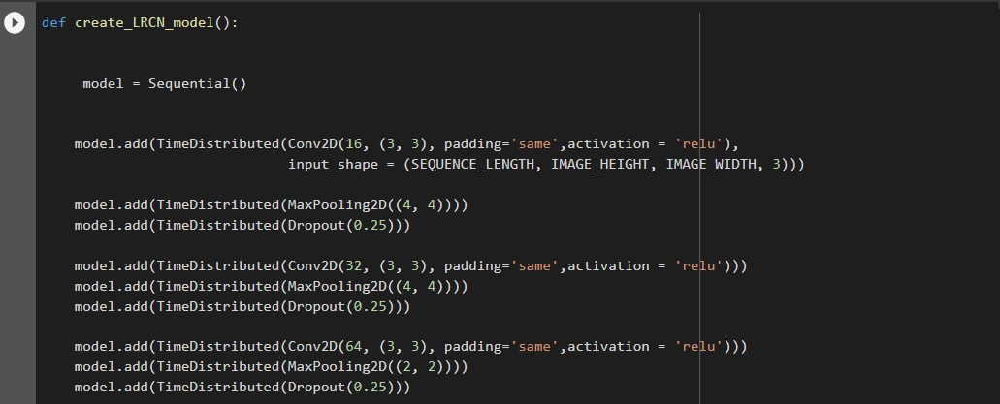 def create_LRCN_model():
model = Sequential()
model.add(TimeDistributed(Conv2D(16, (3, 3), padding='same',activation = 'relu'),
input_shape = (SEQUENCE_LENGTH, IMAGE_HEIGHT, IMAGE_WIDTH, 3)))
model.add(TimeDistributed(MaxPooling2D((4, 4))))
model.add(TimeDistributed(Dropout(0.25)))
model.add(TimeDistributed(Conv2D(32, (3, 3), padding='same',activation = 'relu')))
model.add(TimeDistributed(MaxPooling2D((4, 4))))
model.add(TimeDistributed(Dropout(0.25)))
model.add(TimeDistributed(Conv2D(64, (3, 3), padding='same',activation = 'relu')))
model.add(TimeDistributed(MaxPooling2D((2, 2))))
model.add(TimeDistributed(Dropout(0.25)))